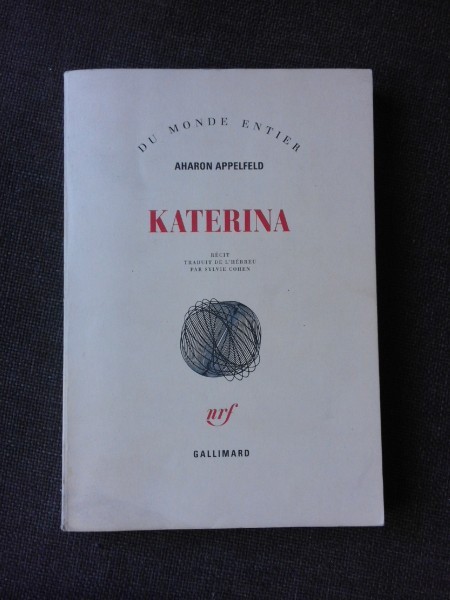 DU MONDE ENTIER
AHARON APPELFELD
KATERINA
RÉCIT
TRADUIT DE L'HÉBREU
PAR SYLVIE COHEN
nrf
GALLIMARD